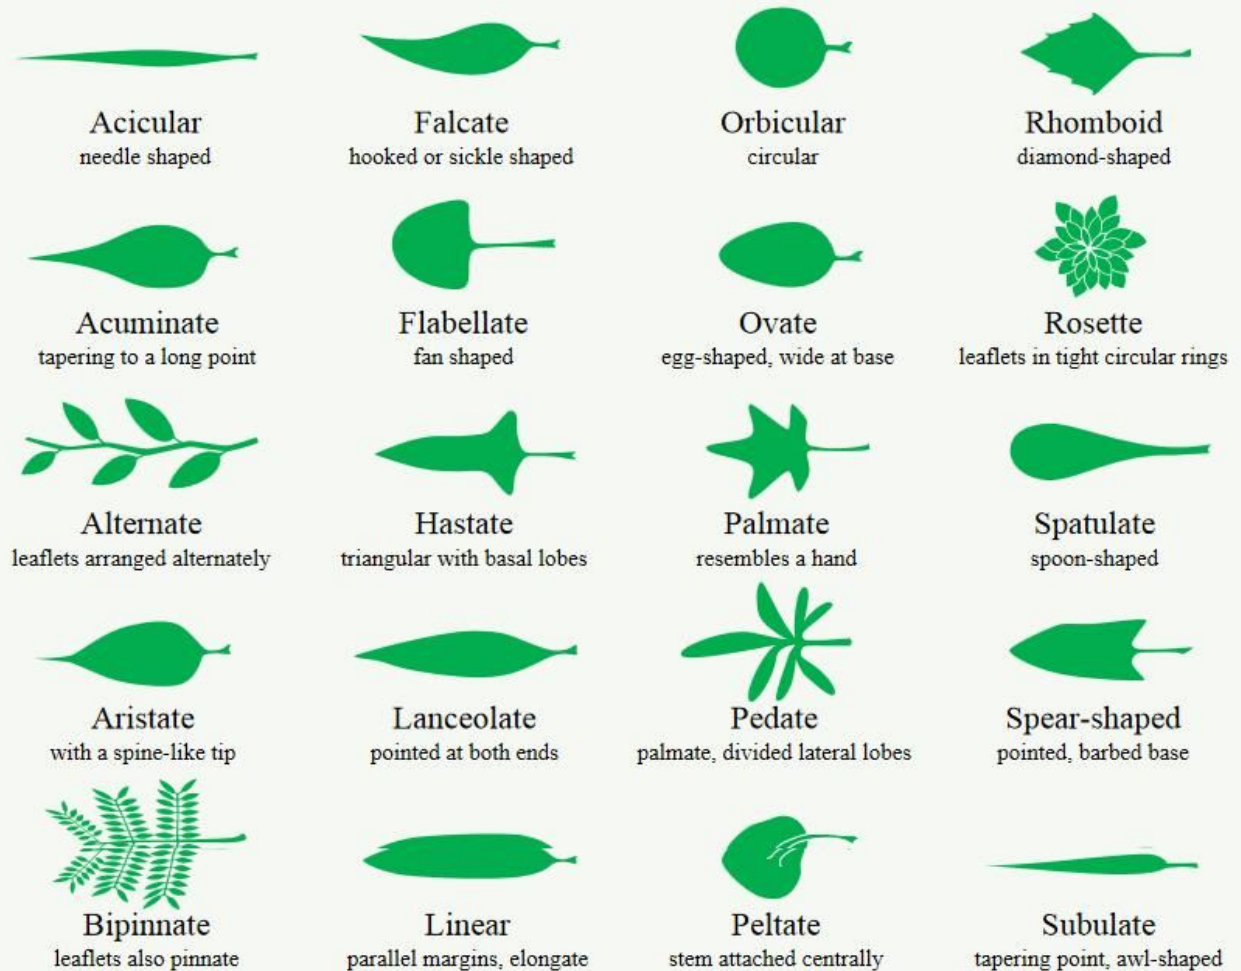 Acicular
needle shaped
Falcate
hooked or sickle shaped
Orbicular
circular
Rhomboid
diamond-shaped
Acuminate
tapering to a long point
Flabellate
fan shaped
Ovate
egg-shaped, wide at base
Rosette
leaflets in tight circular rings
Alternate
leaflets arranged alternately
Hastate
triangular with basal lobes
Palmate
resembles a hand
Spatulate
spoon-shaped
Aristate
with a spine-like tip
Lanceolate
pointed at both ends
Pedate
palmate, divided lateral lobes
Spear-shaped
pointed, barbed base
Bipinnate
leaflets also pinnate
Linear
parallel margins, elongate
Peltate
stem attached centrally
Subulate
tapering point, awl-shaped